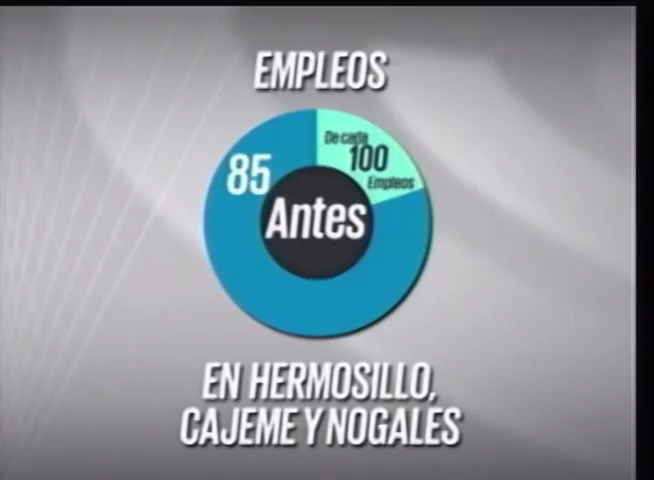 EMPLEOS
De cada
100
Empleos
85
Antes
EN HERMOSILLO,
CAJEME Y NOGALES